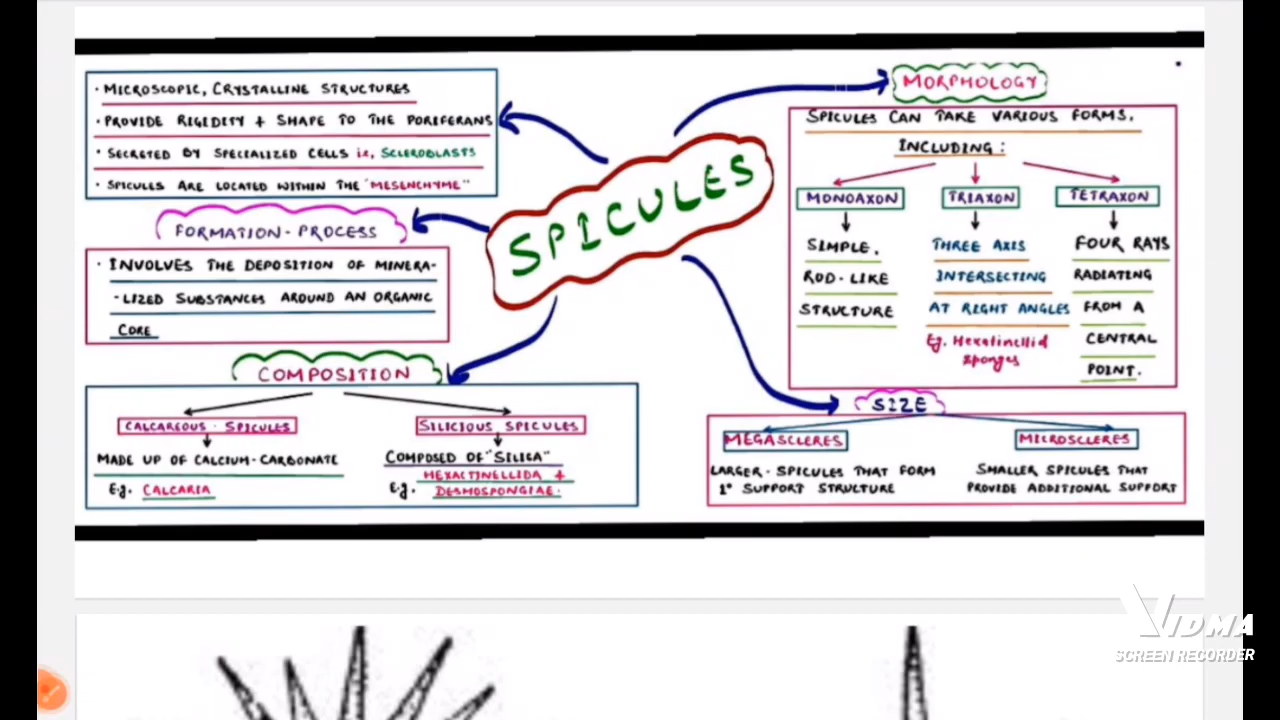 • MICROSCOPIC, CRYSTALLINE STRUCTURES
• PROVIDE RIGIDITY + SHAPE TO THE PORIFERANS
• SECRETED BY SPECIALIZED CELLS i.e, SCLEROBLASTS
• SPICULES ARE LOCATED WITHIN THE "MESENCHYME"
FORMATION-PROCESS
• INVOLVES THE DEPOSITION OF MINERA-
-LIZED SUBSTANCES AROUND AN ORGANIC
CORE
SPICULES
COMPOSITION
CALCAREOUS-SPICULES
MADE UP OF CALCIUM-CARBONATE
E.g. CALCARIA
SILICIOUS SPICULES
COMPOSED OF "SILICA"
HEXACTINELLIDA +
E.g. DESMOSPONGIAE.
MORPHOLOGY
SPICULES CAN TAKE VARIOUS FORMS,
INCLUDING:
MONOAXON
SIMPLE,
ROD-LIKE
STRUCTURE
TRIAXON
THREE AXIS
INTERSECTING
AT RIGHT ANGLES
Eg. Hexatinellid
sponges
TETRAXON
FOUR RAYS
RADIATING
FROM A
CENTRAL
POINT.
SIZE
MEGASCLERES
LARGER-SPICULES THAT FORM
1° SUPPORT STRUCTURE
MICROSCLERES
SMALLER SPICULES THAT
PROVIDE ADDITIONAL SUPPORT
VIDMA
SCREEN RECORDER